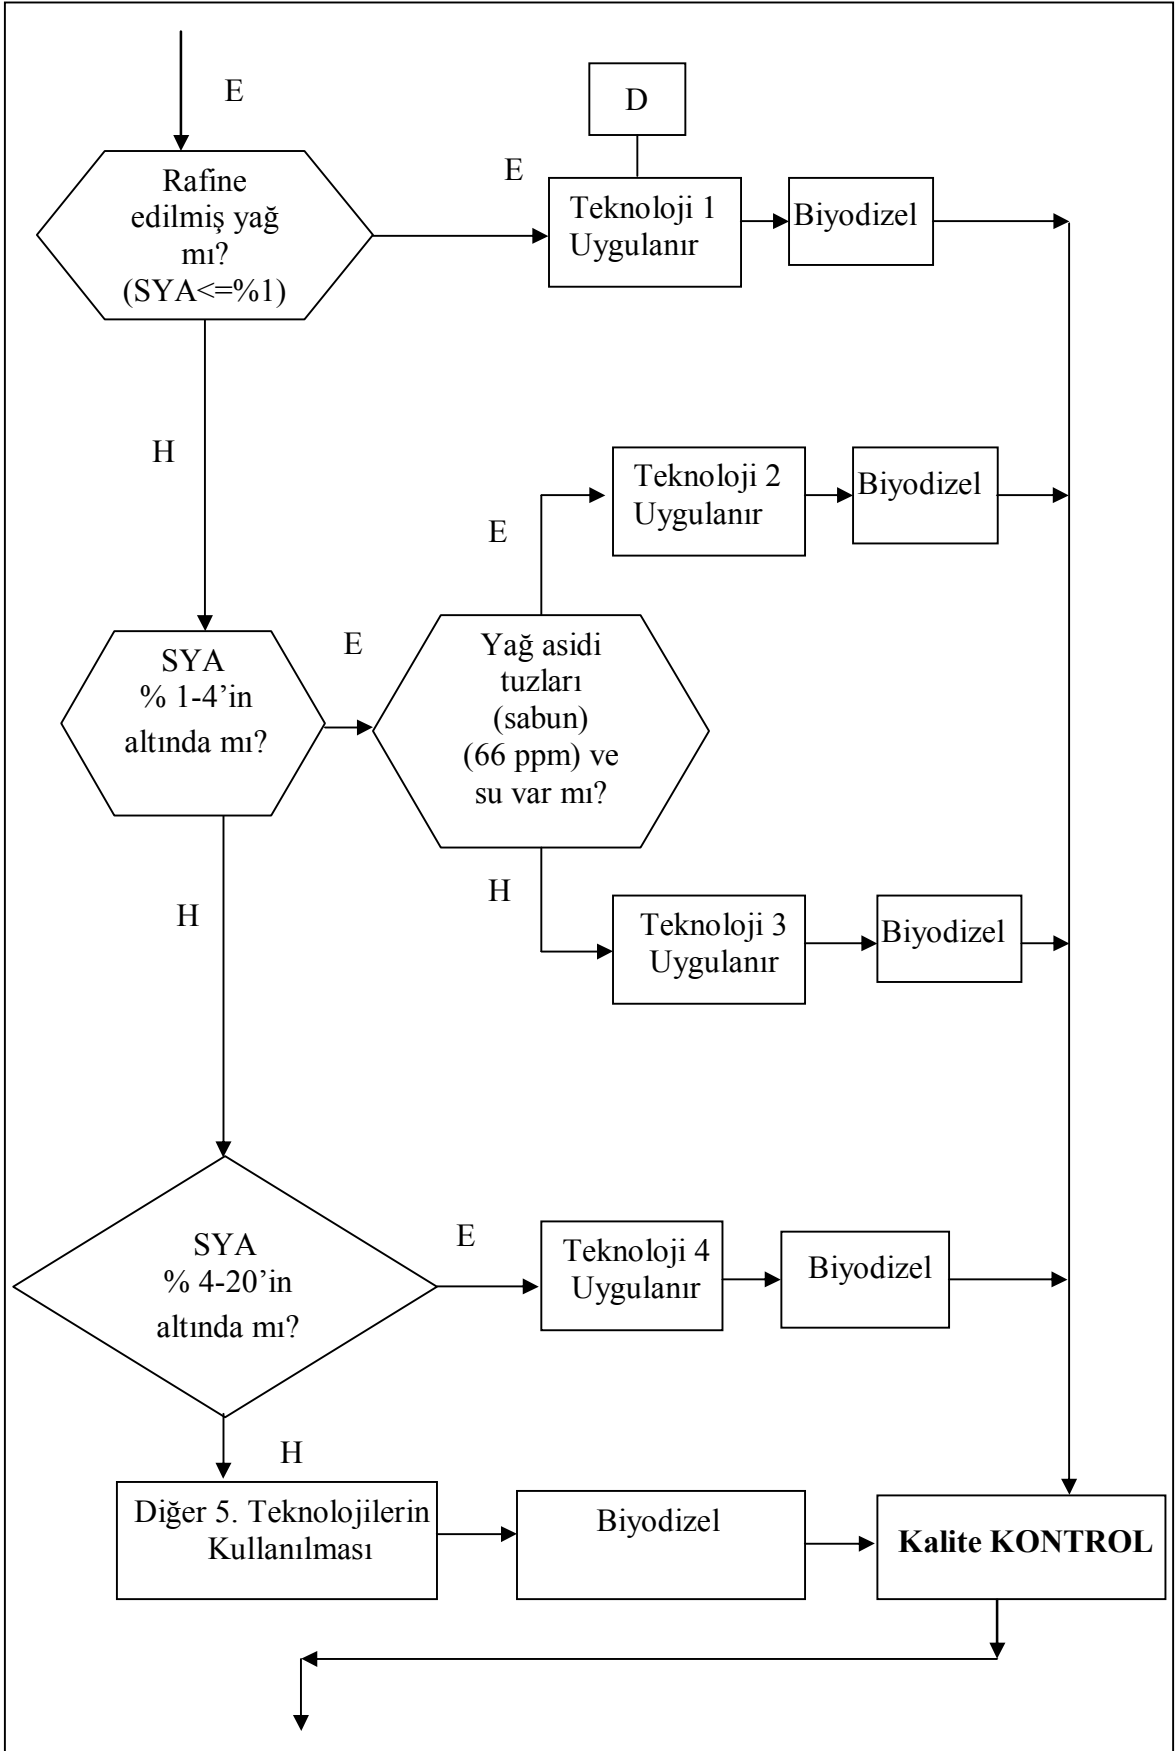 E
D
Rafine
edilmiş yağ
mı?
(SYA<=%1)
E
Teknoloji 1
Uygulanır
Biyodizel
H
Teknoloji 2
Uygulanır
Biyodizel
E
SYA
% 1-4’in
altında mı?
E
Yağ asidi
tuzları
(sabun)
(66 ppm) ve
su var mı?
H
H
Teknoloji 3
Uygulanır
Biyodizel
SYA
% 4-20’in
altında mı?
E
Teknoloji 4
Uygulanır
Biyodizel
H
Diğer 5. Teknolojilerin
Kullanılması
Biyodizel
Kalite KONTROL